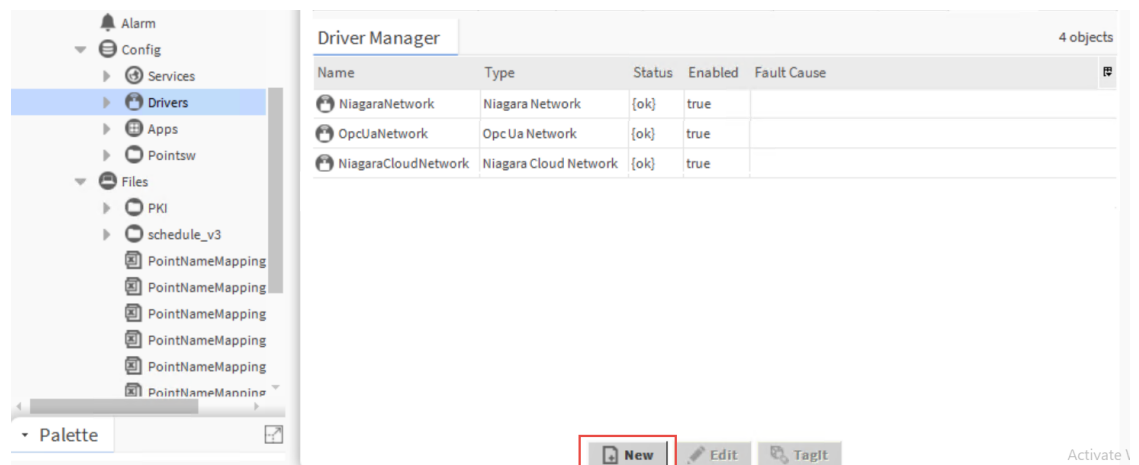 Alarm
Config
Services
Drivers
Apps
Pointsw
Files
PKI
schedule_v3
PointNameMapping
PointNameMapping
PointNameMapping
PointNameMapping
PointNameMapping
PointNameMapping
Palette
Driver Manager 4 objects
Name Type Status Enabled Fault Cause
NiagaraNetwork Niagara Network {ok} true
OpcUaNetwork Opc Ua Network {ok} true
NiagaraCloudNetwork Niagara Cloud Network {ok} true
New Edit TagIt
Activate